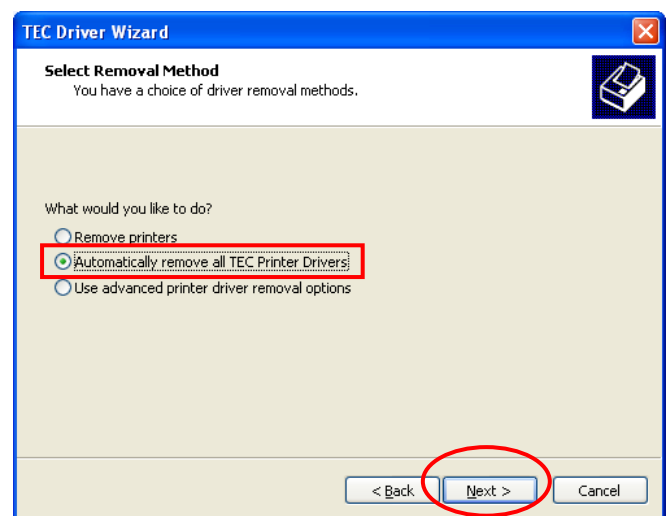 TEC Driver Wizard
Select Removal Method
You have a choice of driver removal methods.
What would you like to do?
Remove printers
Automatically remove all TEC Printer Drivers
Use advanced printer driver removal options
< Back Next > Cancel